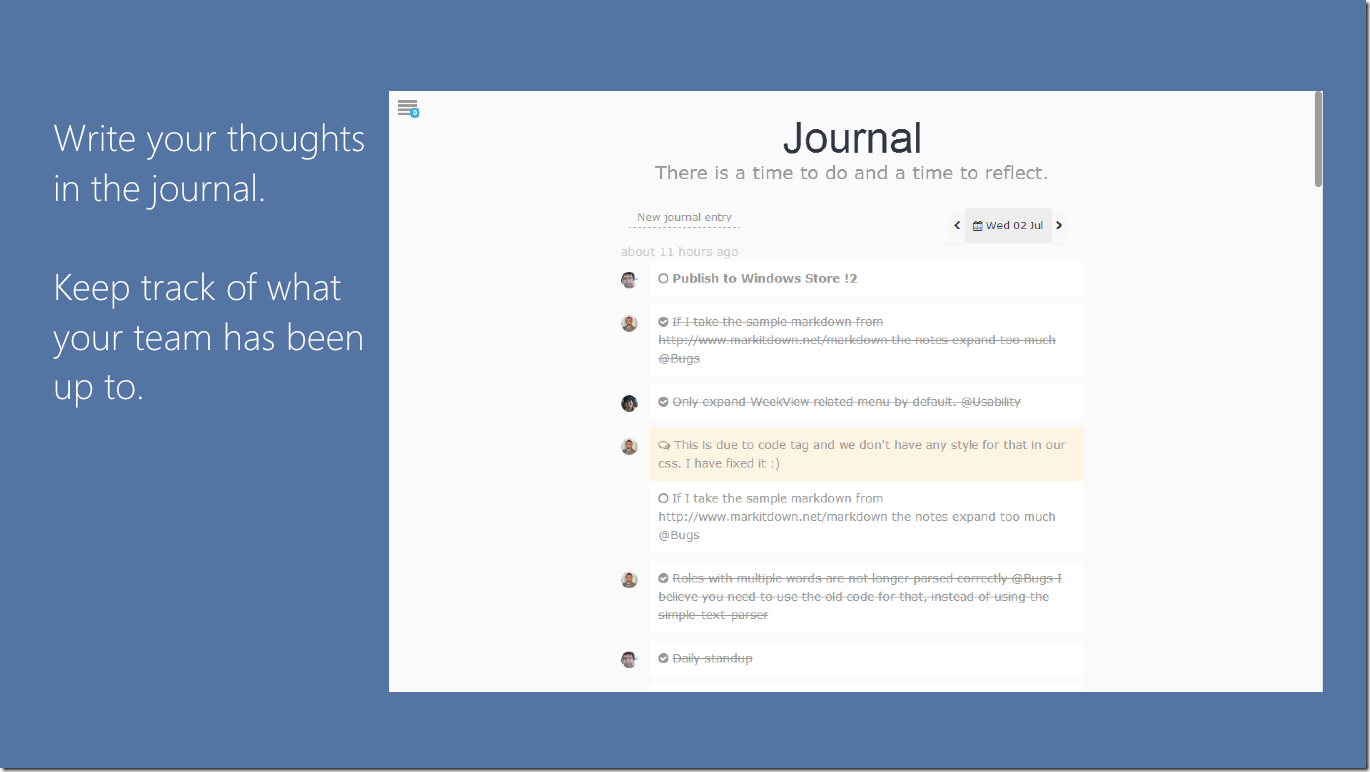 Write your thoughts
in the journal.
Keep track of what
your team has been
up to.
0
Journal
There is a time to do and a time to reflect.
New journal entry
Wed 02 Jul
about 11 hours ago
Publish to Windows Store !2
If I take the sample markdown from
http://www.markitdown.net/markdown the notes expand too much
@Bugs
Only expand WeekView related menu by default. @Usability
This is due to code tag and we don't have any style for that in our
css. I have fixed it :)
If I take the sample markdown from
http://www.markitdown.net/markdown the notes expand too much
@Bugs
Roles with multiple words are not longer parsed correctly @Bugs I
believe you need to use the old code for that, instead of using the
simple-text-parser
Daily standup